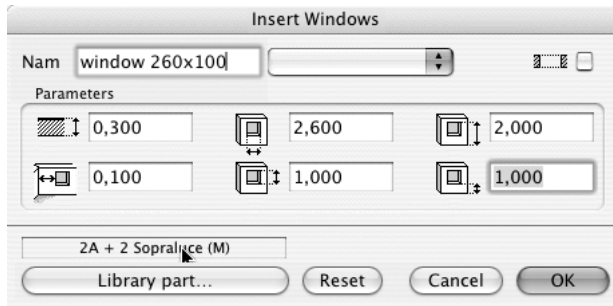 Insert Windows
Nam window 260x100
Parameters
0,300 2,600 2,000
0,100 1,000 1,000
2A + 2 Sopraluce (M)
Library part... Reset Cancel OK